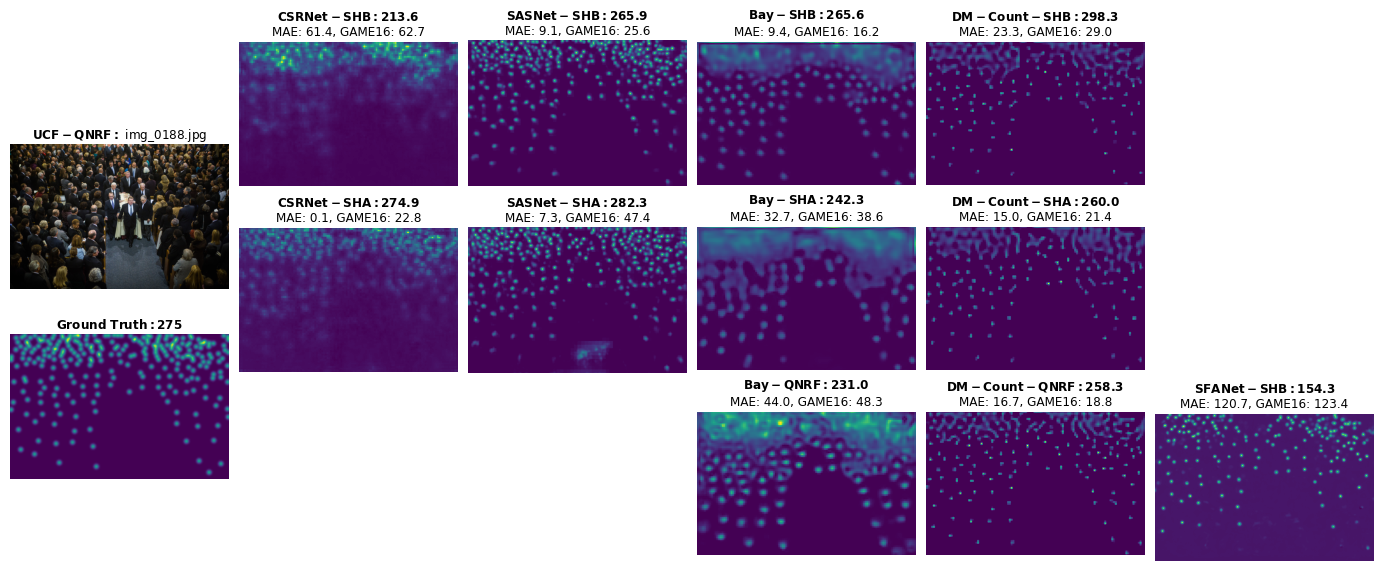 UCF − QNRF : img_0188.jpg
Ground Truth : 275
CSRNet − SHB : 213.6
MAE: 61.4, GAME16: 62.7
SASNet − SHB : 265.9
MAE: 9.1, GAME16: 25.6
Bay − SHB : 265.6
MAE: 9.4, GAME16: 16.2
DM − Count − SHB : 298.3
MAE: 23.3, GAME16: 29.0
CSRNet − SHA : 274.9
MAE: 0.1, GAME16: 22.8
SASNet − SHA : 282.3
MAE: 7.3, GAME16: 47.4
Bay − SHA : 242.3
MAE: 32.7, GAME16: 38.6
DM − Count − SHA : 260.0
MAE: 15.0, GAME16: 21.4
Bay − QNRF : 231.0
MAE: 44.0, GAME16: 48.3
DM − Count − QNRF : 258.3
MAE: 16.7, GAME16: 18.8
SFANet − SHB : 154.3
MAE: 120.7, GAME16: 123.4